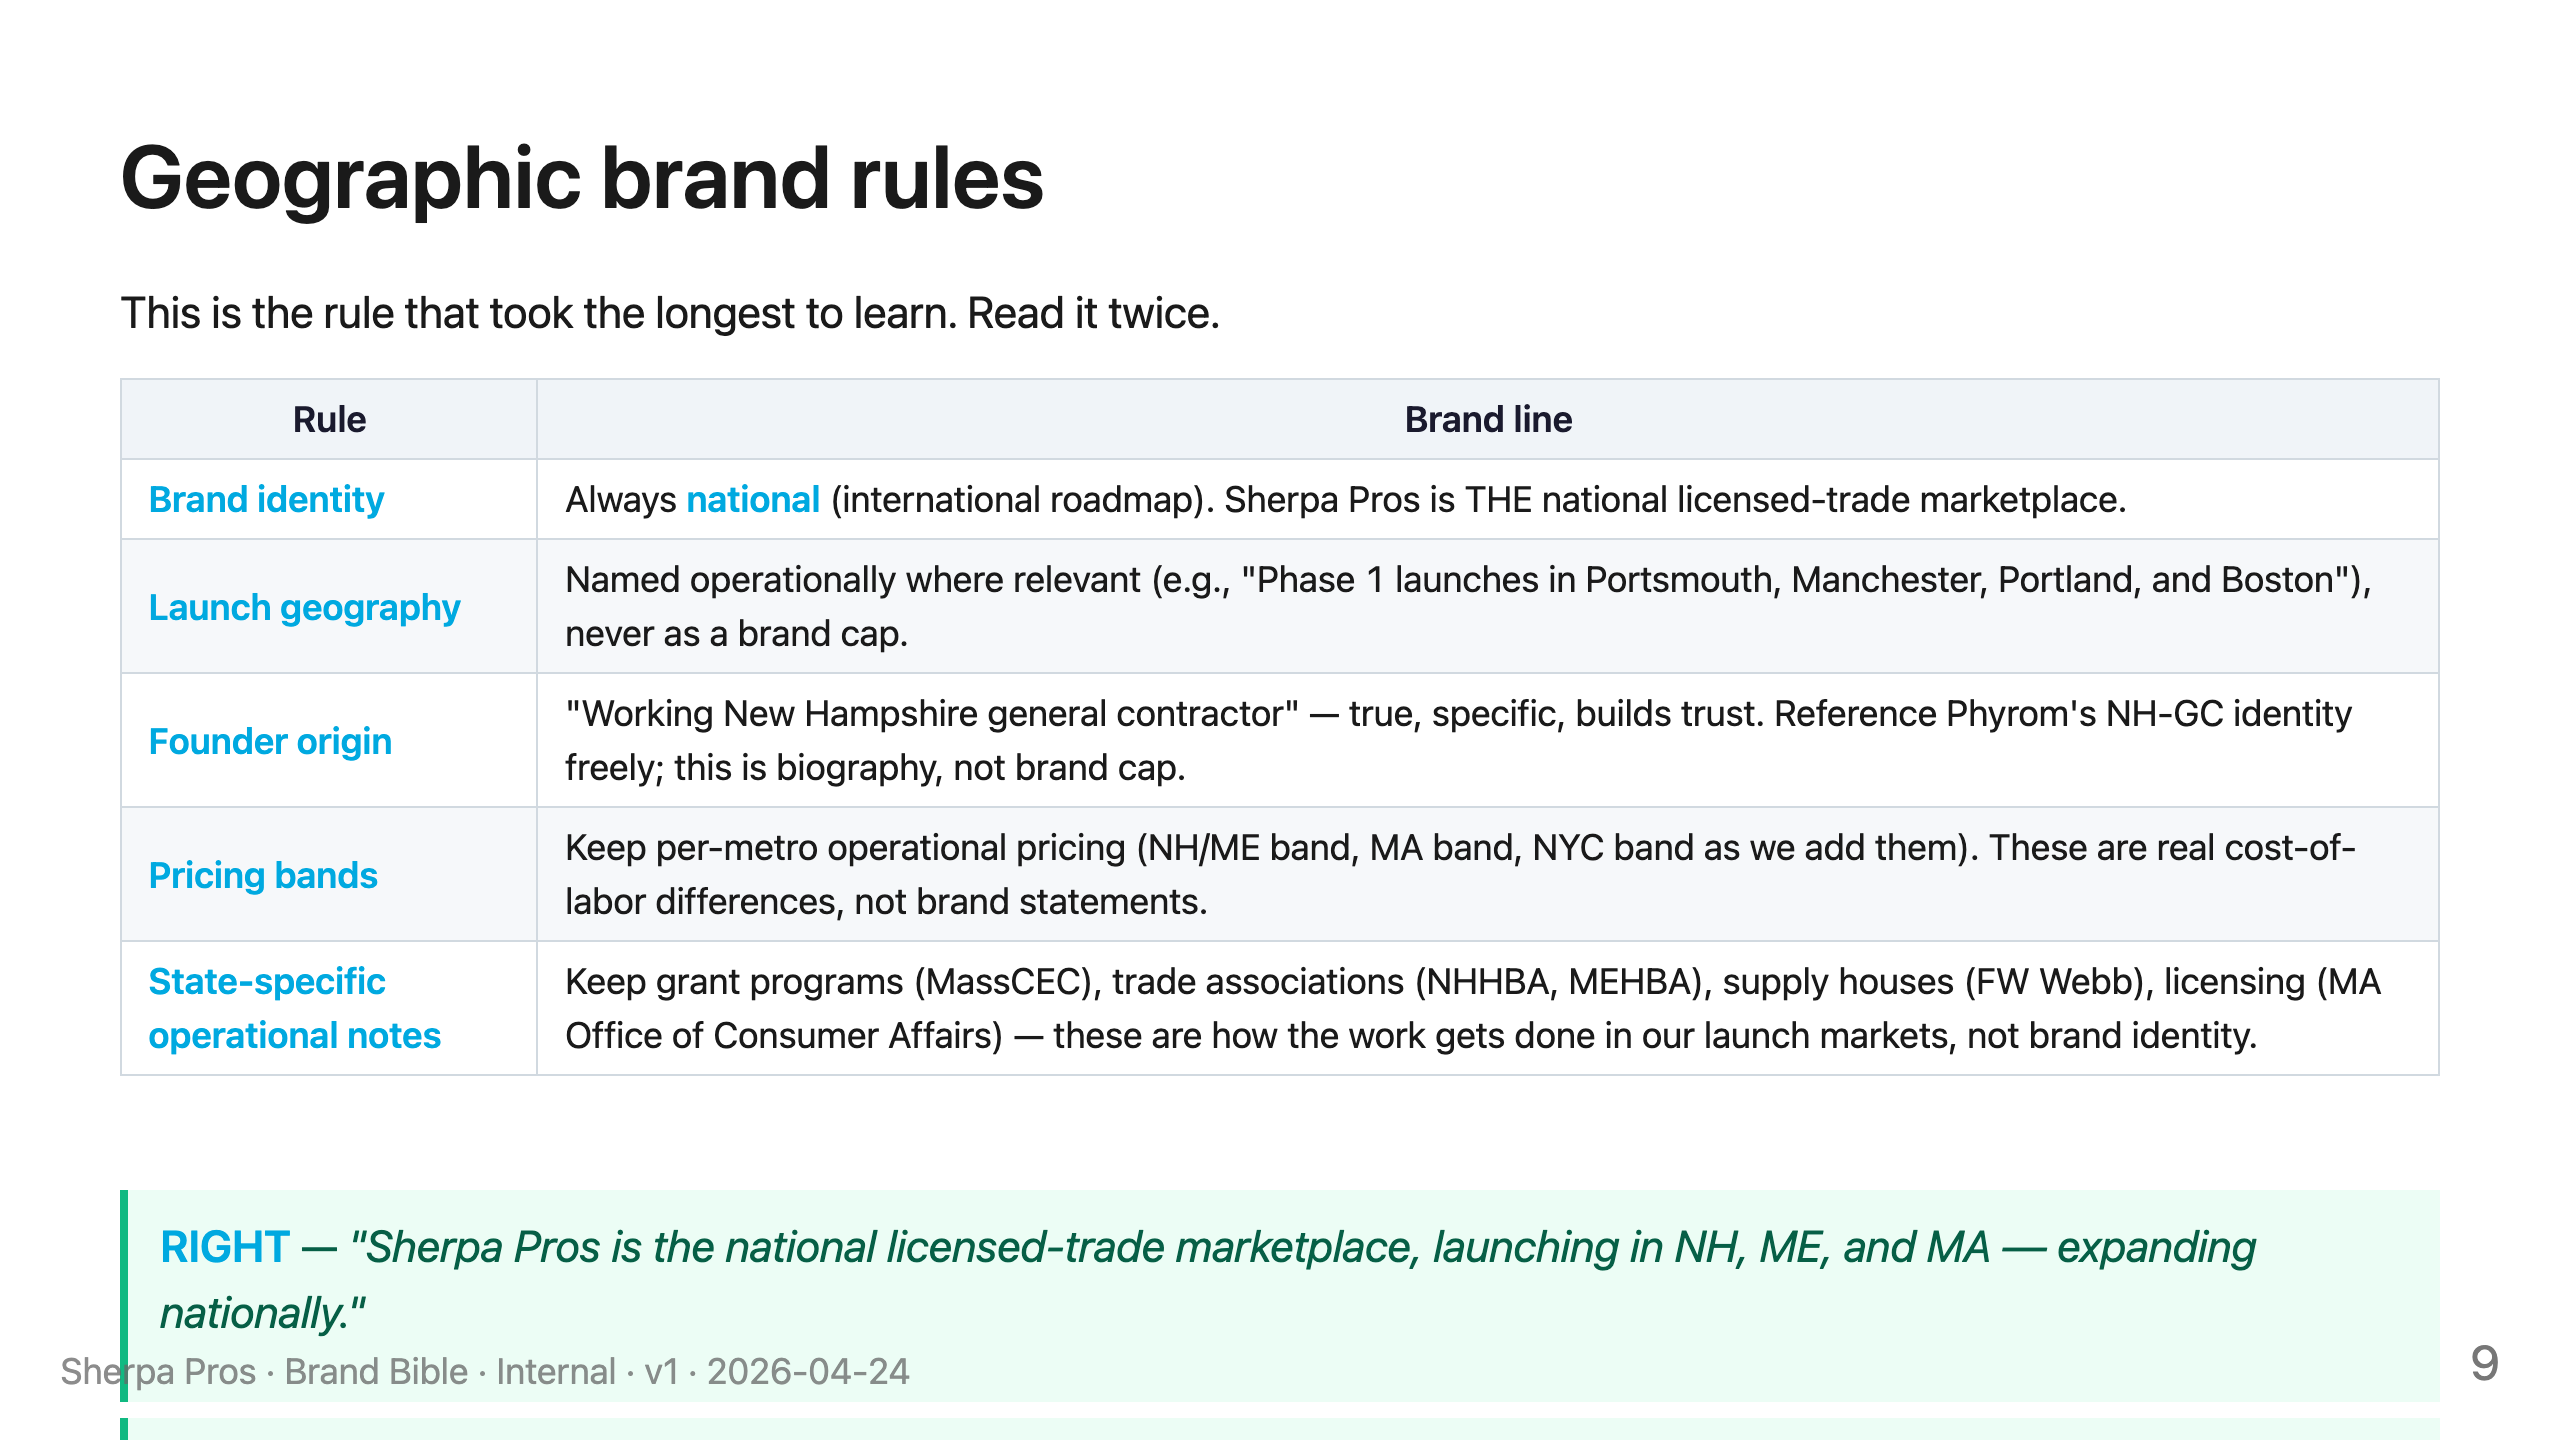 Geographic brand rules
This is the rule that took the longest to learn. Read it twice.
Rule
Brand line
Brand identity
Always national (international roadmap). Sherpa Pros is THE national licensed-trade marketplace.
Launch geography
Named operationally where relevant (e.g., "Phase 1 launches in Portsmouth, Manchester, Portland, and Boston"),
never as a brand cap.
Founder origin
"Working New Hampshire general contractor" — true, specific, builds trust. Reference Phyrom's NH-GC identity
freely; this is biography, not brand cap.
Pricing bands
Keep per-metro operational pricing (NH/ME band, MA band, NYC band as we add them). These are real cost-of-
labor differences, not brand statements.
State-specific
operational notes
Keep grant programs (MassCEC), trade associations (NHHBA, MEHBA), supply houses (FW Webb), licensing (MA
Office of Consumer Affairs) — these are how the work gets done in our launch markets, not brand identity.
RIGHT — "Sherpa Pros is the national licensed-trade marketplace, launching in NH, ME, and MA — expanding
nationally."
Sherpa Pros · Brand Bible · Internal · v1 · 2026-04-24
9